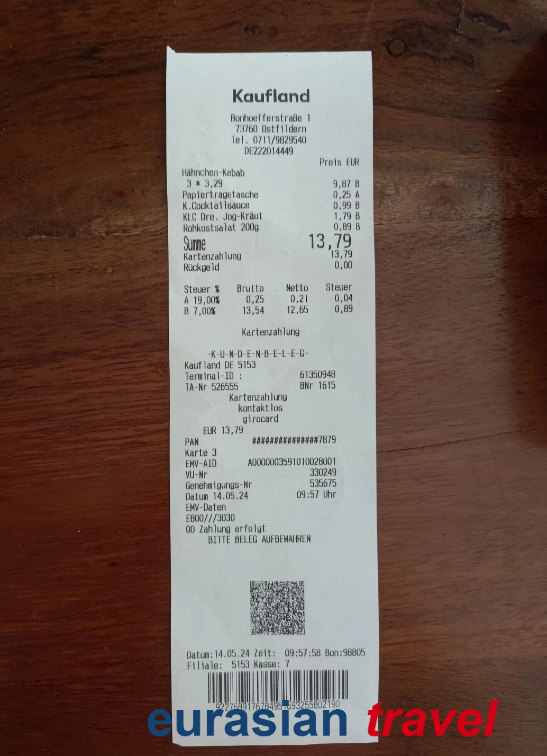 Kaufland
Bonhoefferstraße 1
73760 Ostfildern
Tel. 0711/9829540
DE222014449
Preis EUR
Hähnchen-Kebab
3 * 3,29 9,87 B
Papiertragetasche 0,25 A
K.Cocktailsauce 0,99 B
KLC Dre. Jog-Kräut 1,79 B
Rohkostsalat 200g 0,89 B
Summe 13,79
Kartenzahlung 13,79
Rückgeld 0,00
Steuer % Brutto Netto Steuer
A 19,00% 0,25 0,21 0,04
B 7,00% 13,54 12,65 0,89
Kartenzahlung
-K-U-N-D-E-N-B-E-L-E-G-
Kaufland DE 5153
Terminal-ID : 61350948
TA-Nr 526555 BNr 1615
Kartenzahlung
kontaktlos
girocard
EUR 13,79
PAN ###############7879
Karte 3
EMV-AID A0000003591010028001
VU-Nr 330249
Genehmigungs-Nr 535675
Datum 14.05.24 09:57 Uhr
EMV-Daten
E800///3030
00 Zahlung erfolgt
BITTE BELEG AUFBEWAHREN
Datum:14.05.24 Zeit: 09:57:58 Bon:98805
Filiale: 5153 Kasse: 7
eurasian travel